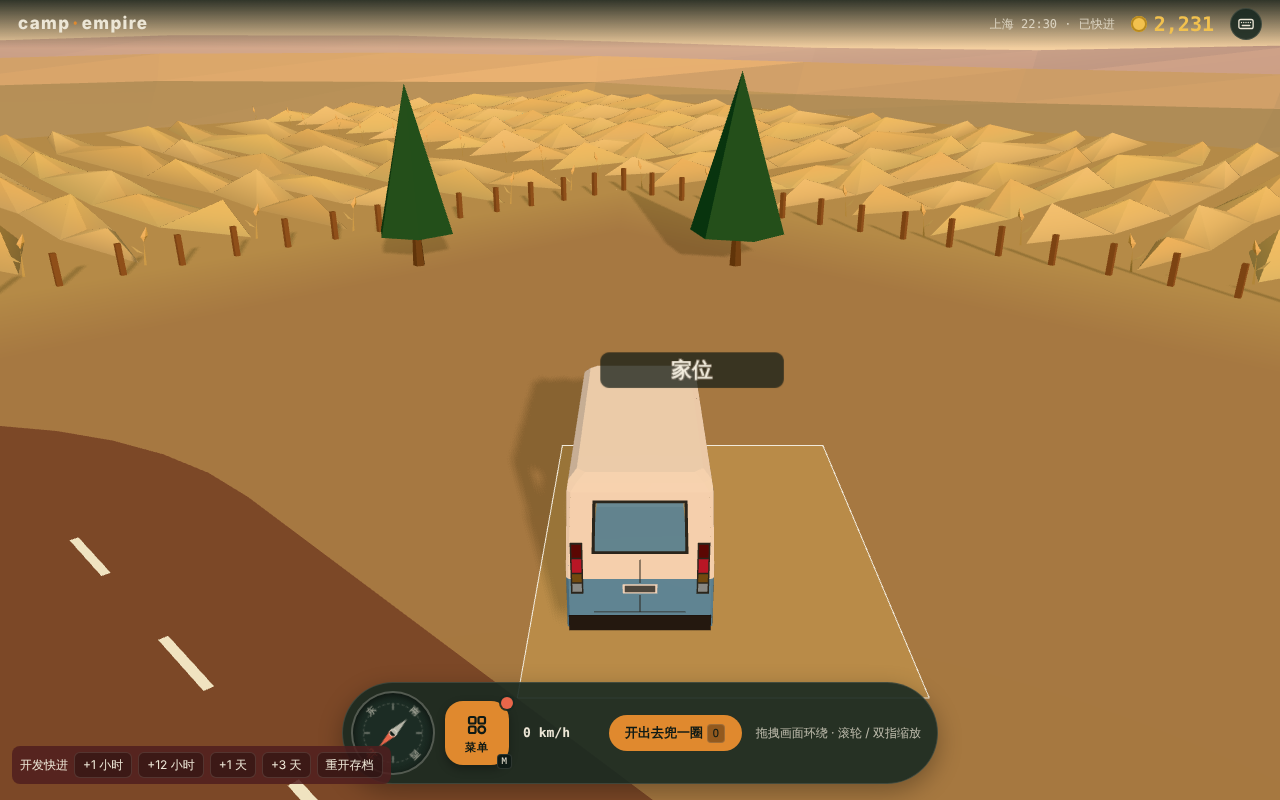 camp·empire
上海 22:30 · 已快进
2,231
家位
东
南
菜单
M
0 km/h
开出去兜一圈 O
拖拽画面环绕 · 滚轮 / 双指缩放
开发快进
+1 小时
+12 小时
+1 天
+3 天
重开存档